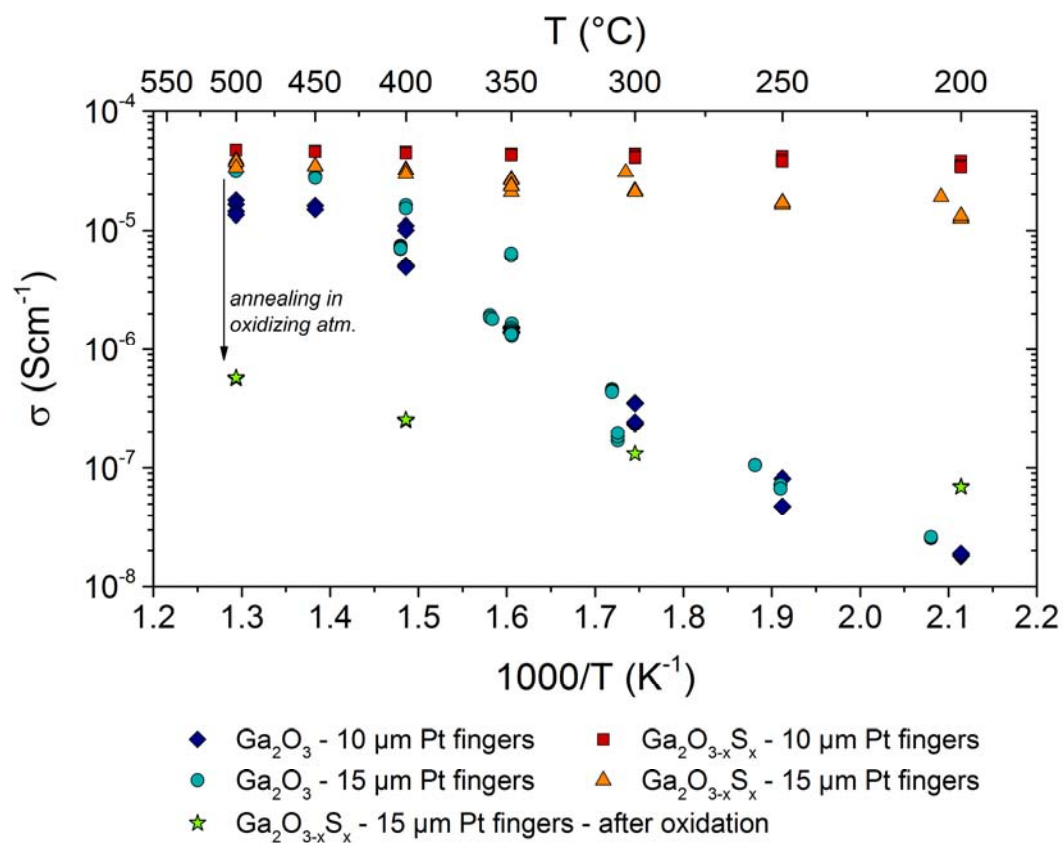 T (°C)
550 500 450 400 350 300 250 200
10⁻⁴
10⁻⁵
10⁻⁶
10⁻⁷
10⁻⁸
σ (Scm⁻¹)
annealing in
oxidizing atm.
1.2 1.3 1.4 1.5 1.6 1.7 1.8 1.9 2.0 2.1 2.2
1000/T (K⁻¹)
Ga₂O₃ - 10 µm Pt fingers
Ga₂O₃₋ₓSₓ - 10 µm Pt fingers
Ga₂O₃ - 15 µm Pt fingers
Ga₂O₃₋ₓSₓ - 15 µm Pt fingers
Ga₂O₃₋ₓSₓ - 15 µm Pt fingers - after oxidation